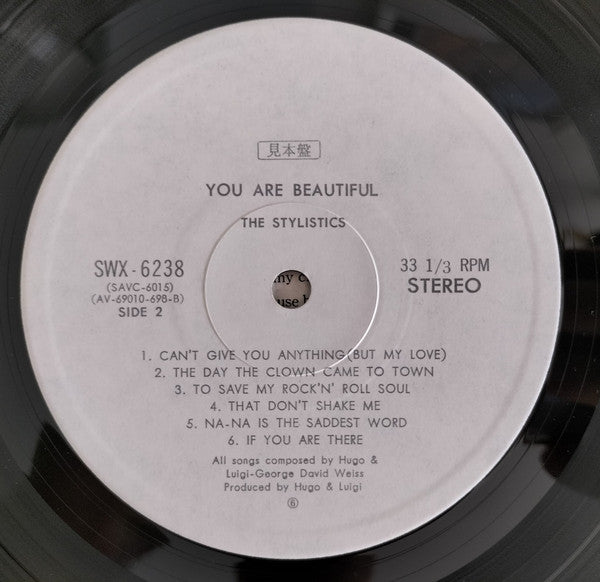 見本盤
YOU ARE BEAUTIFUL
THE STYLISTICS
SWX-6238
(SAVC-6015)
(AV-69010-698-B)
SIDE 2
33 1/3 RPM
STEREO
my
use
1. CAN'T GIVE YOU ANYTHING(BUT MY LOVE)
2. THE DAY THE CLOWN CAME TO TOWN
3. TO SAVE MY ROCK'N' ROLL SOUL
4. THAT DON'T SHAKE ME
5. NA-NA IS THE SADDEST WORD
6. IF YOU ARE THERE
All songs composed by Hugo &
Luigi-George David Weiss
Produced by Hugo & Luigi
⑥